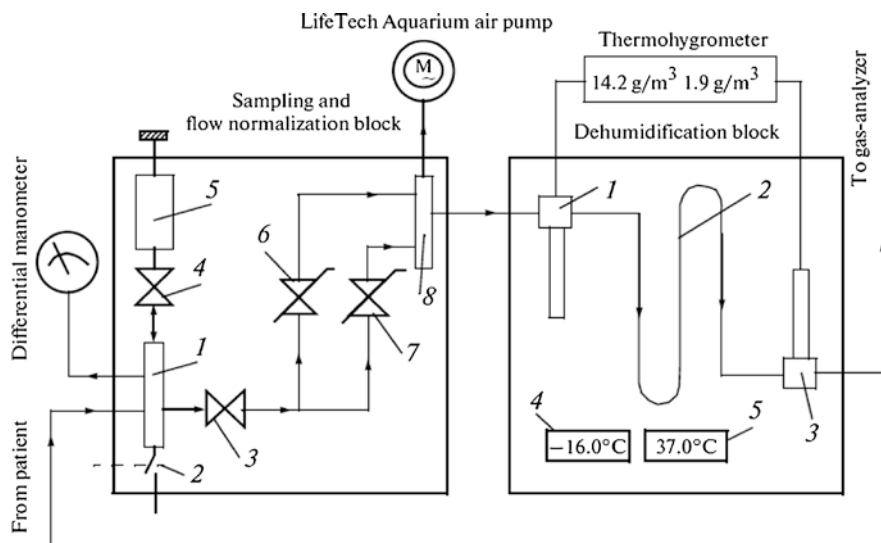 LifeTech Aquarium air pump
M
~
Thermohygrometer
14.2 g/m³ 1.9 g/m³
Sampling and
flow normalization block
Dehumidification block
To gas-analyzer
Differential manometer
From patient
5
4
1
2
3
6
7
8
1
2
3
4
5
−16.0°C
37.0°C